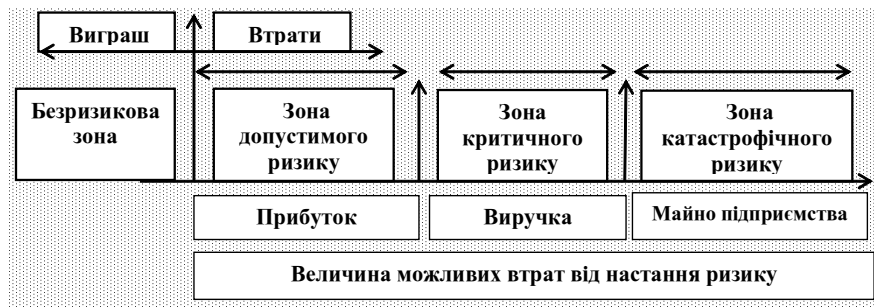 Виграш
Втрати
Безризикова
зона
Зона
допустимого
ризику
Зона
критичного
ризику
Зона
катастрофічного
ризику
Прибуток
Виручка
Майно підприємства
Величина можливих втрат від настання ризику